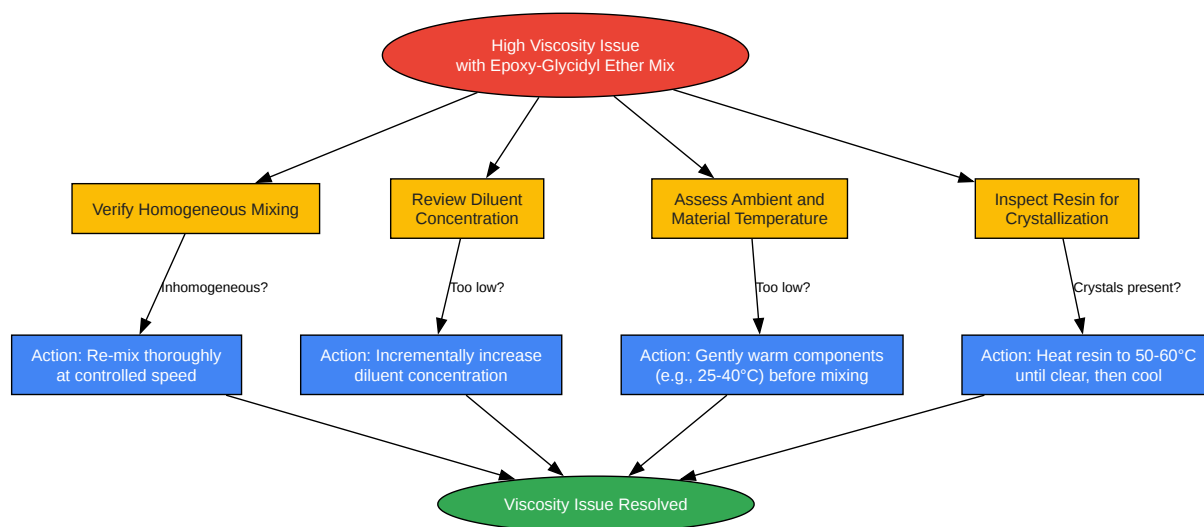 High Viscosity Issue
with Epoxy-Glycidyl Ether Mix
Verify Homogeneous Mixing
Review Diluent
Concentration
Assess Ambient and
Material Temperature
Inspect Resin for
Crystallization
Inhomogeneous?
Too low?
Too low?
Crystals present?
Action: Re-mix thoroughly
at controlled speed
Action: Incrementally increase
diluent concentration
Action: Gently warm components
(e.g., 25-40°C) before mixing
Action: Heat resin to 50-60°C
until clear, then cool
Viscosity Issue Resolved